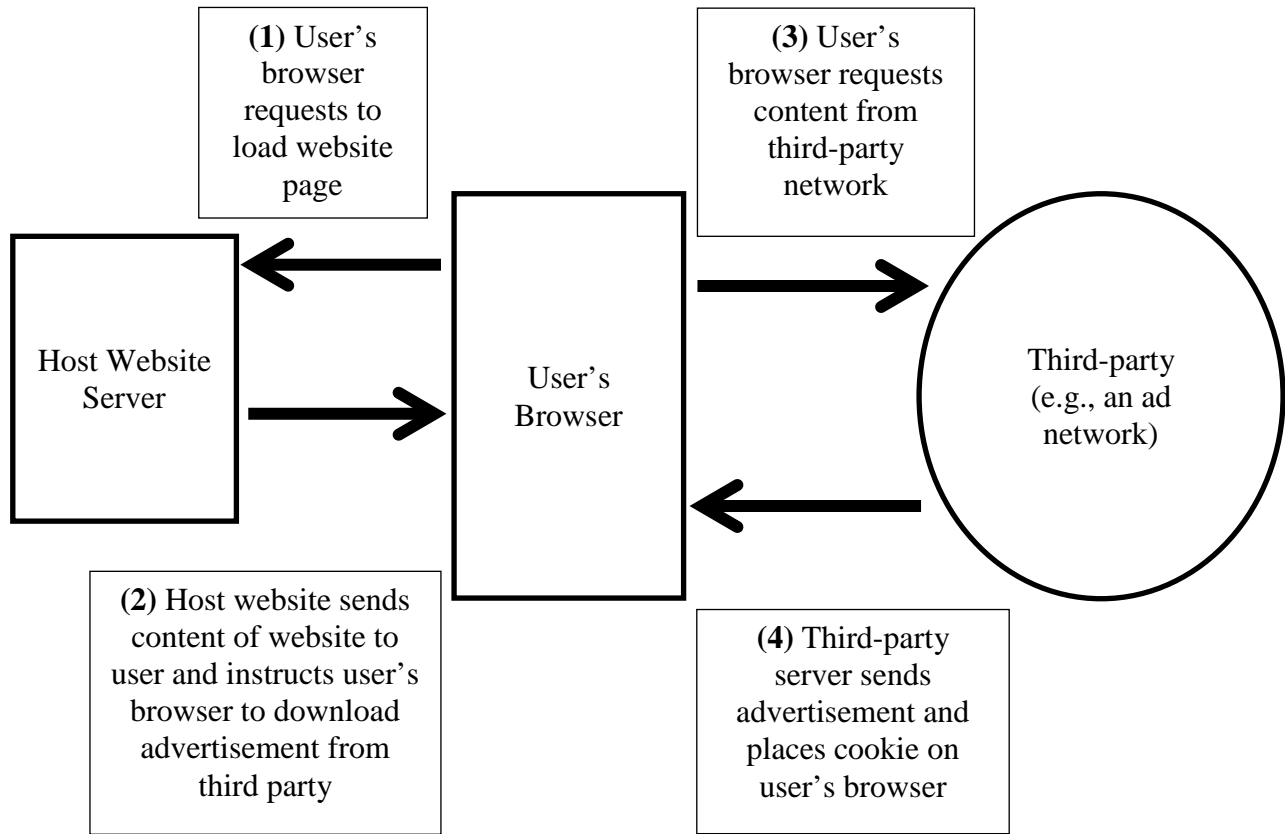 (1) User’s
browser
requests to
load website
page
(3) User’s
browser requests
content from
third-party
network
Host Website
Server
User’s
Browser
Third-party
(e.g., an ad
network)
(2) Host website sends
content of website to
user and instructs user’s
browser to download
advertisement from
third party
(4) Third-party
server sends
advertisement and
places cookie on
user’s browser